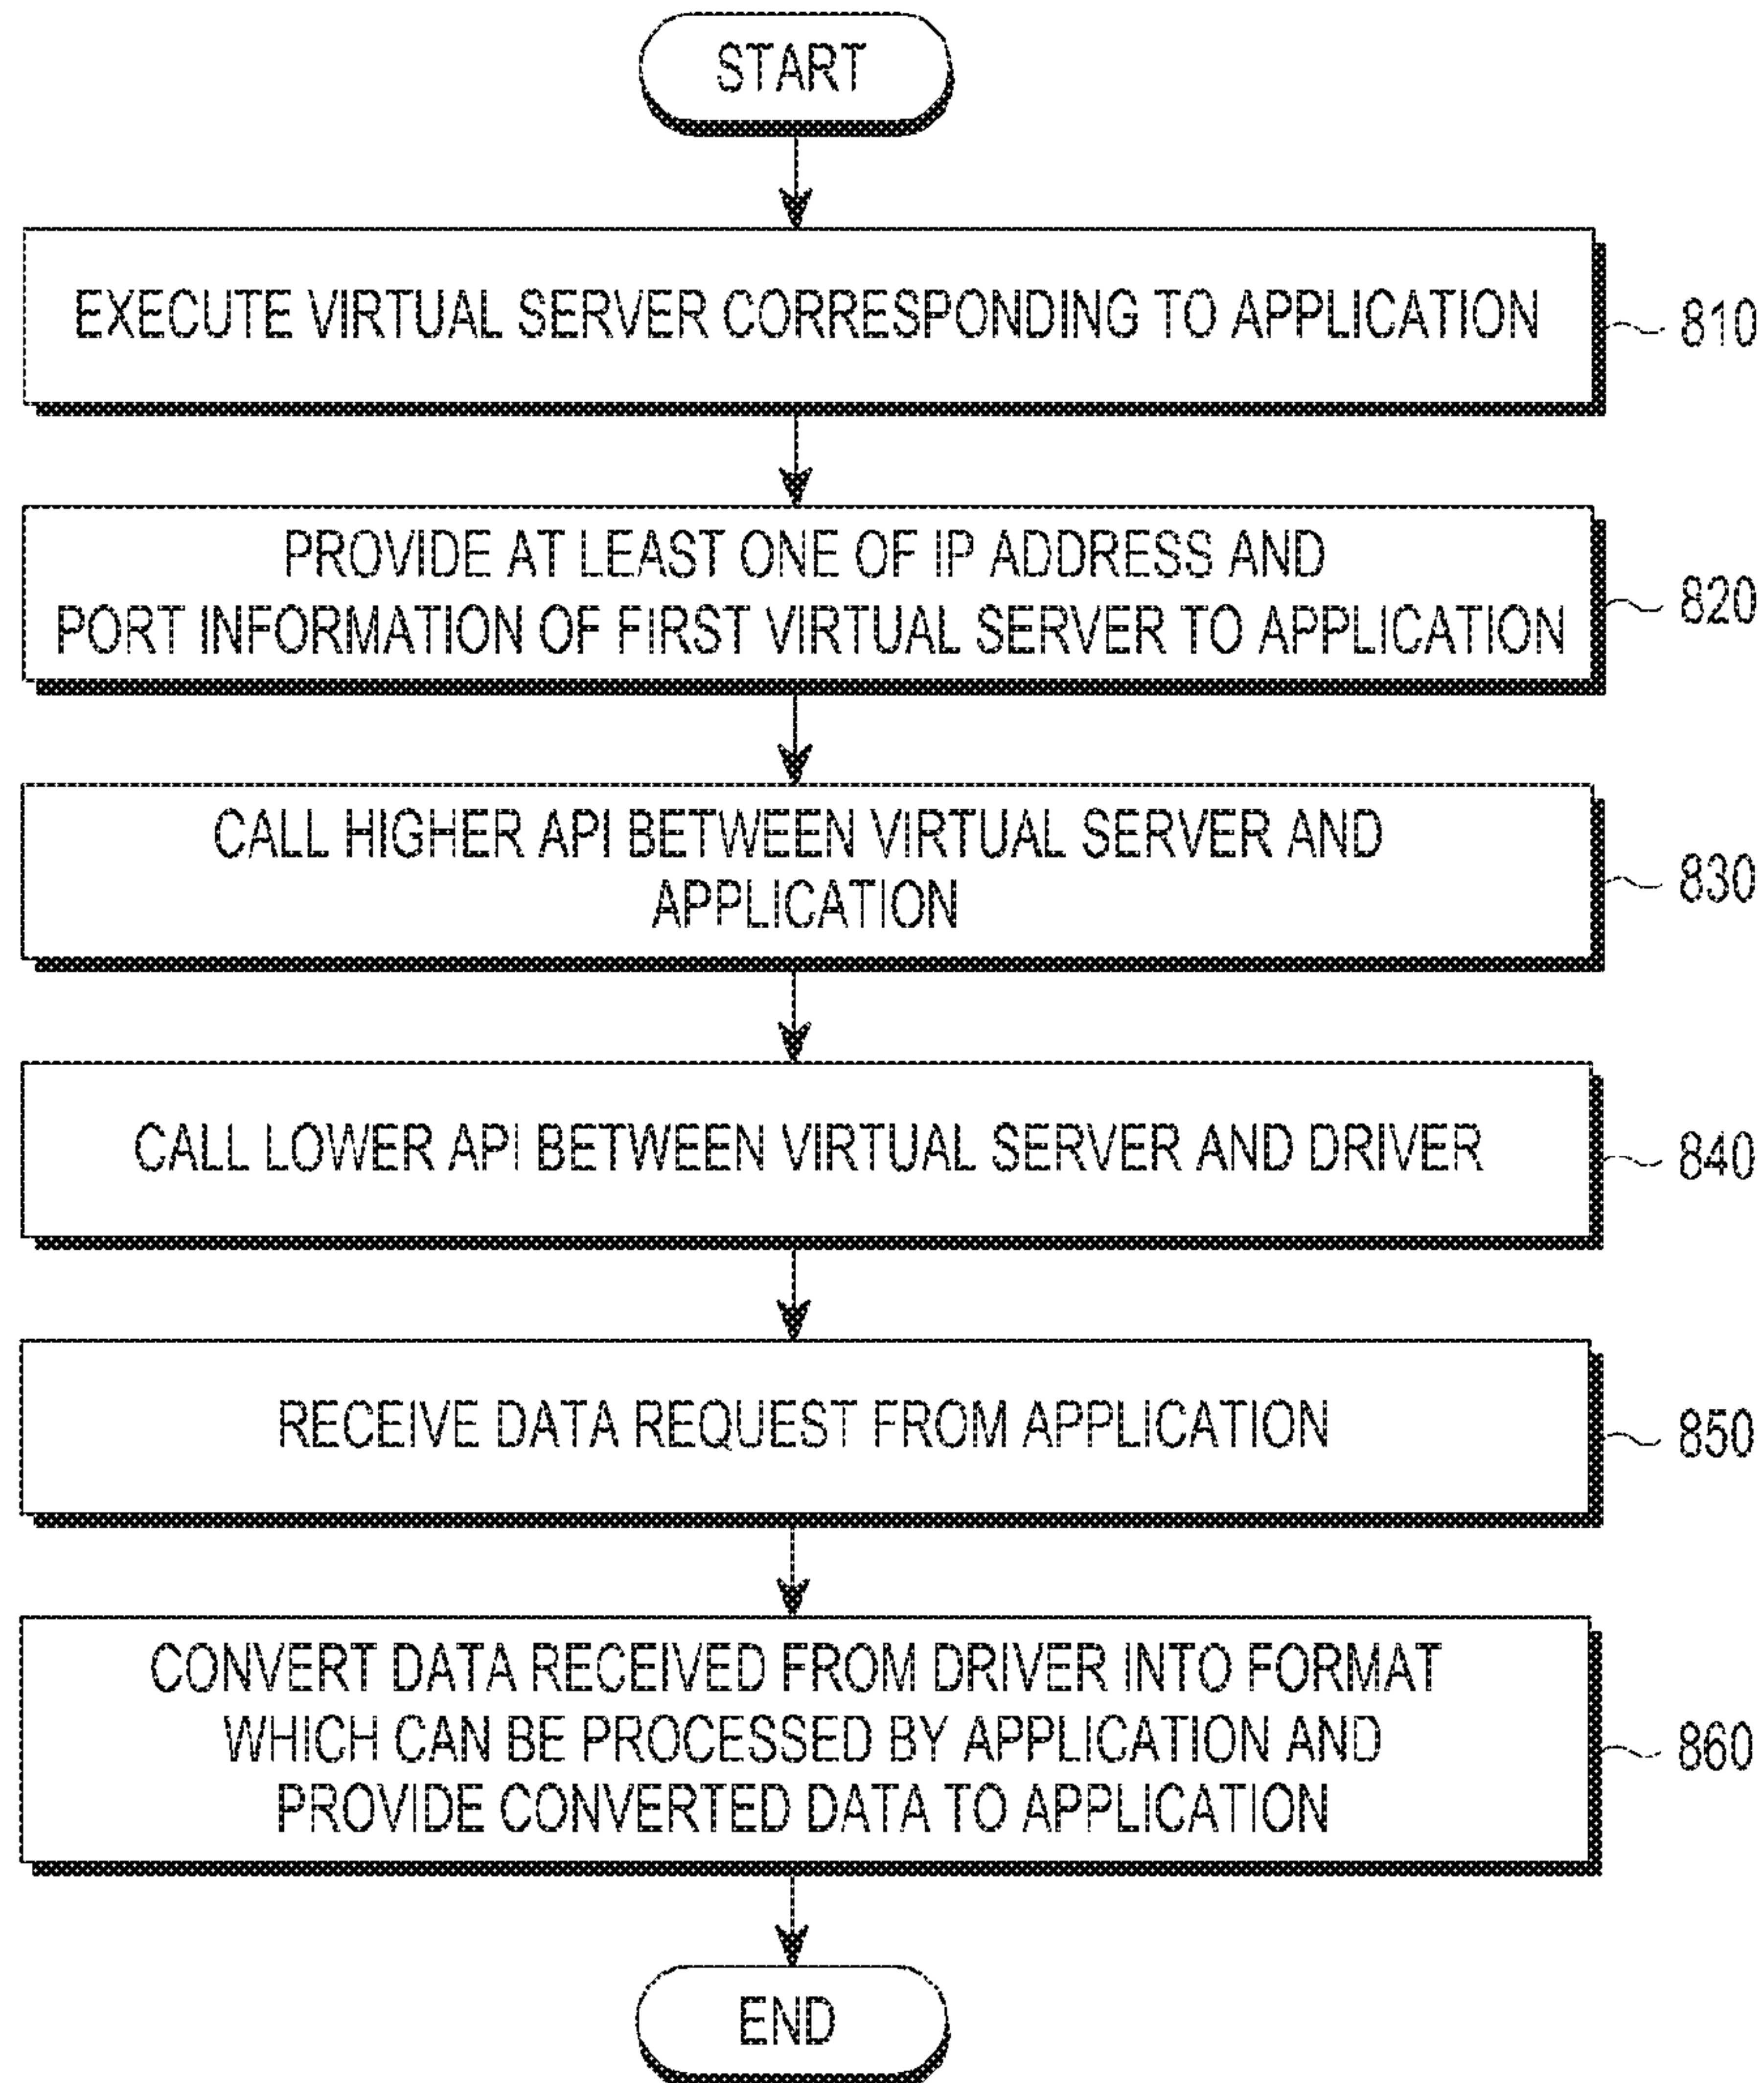 START
EXECUTE VIRTUAL SERVER CORRESPONDING TO APPLICATION
810
PROVIDE AT LEAST ONE OF IP ADDRESS AND
PORT INFORMATION OF FIRST VIRTUAL SERVER TO APPLICATION
820
CALL HIGHER API BETWEEN VIRTUAL SERVER AND
APPLICATION
830
CALL LOWER API BETWEEN VIRTUAL SERVER AND DRIVER
840
RECEIVE DATA REQUEST FROM APPLICATION
850
CONVERT DATA RECEIVED FROM DRIVER INTO FORMAT
WHICH CAN BE PROCESSED BY APPLICATION AND
PROVIDE CONVERTED DATA TO APPLICATION
860
END